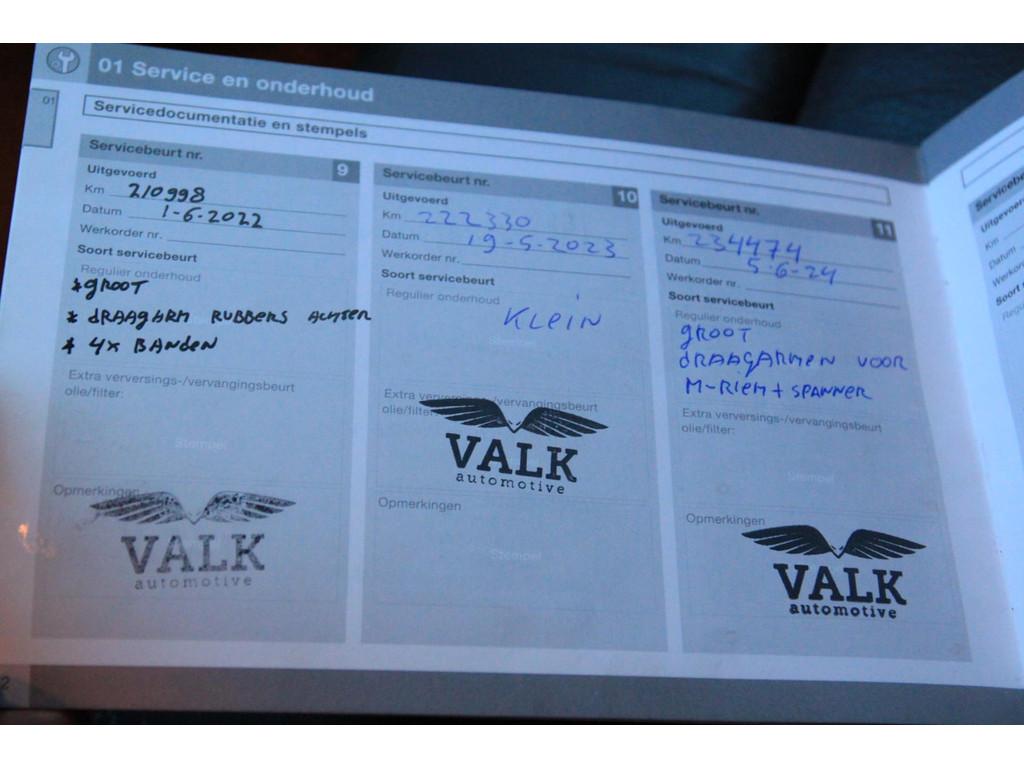 01 Service en onderhoud
01
Servicedocumentatie en stempels
Servicebeurt nr. 9
Uitgevoerd
Km 210998
Datum 1-6-2022
Werkorder nr.
Soort servicebeurt
Regulier onderhoud
* gROOT
* dRAAgARM RUBBERS ACHTER
* 4x BANdEN
Extra verversings-/vervangingsbeurt
olie/filter:
Stempel
Opmerkingen
VALK
automotive
Servicebeurt nr. 10
Uitgevoerd
Km 222330
Datum 19-5-2023
Werkorder nr.
Soort servicebeurt
Regulier onderhoud
KLEIN
Stempel
Extra verversings-/vervangingsbeurt
olie/filter
VALK
automotive
Opmerkingen
Stempel
Servicebeurt nr. 11
Uitgevoerd
Km 234474
Datum 5-6-24
Werkorder nr.
Soort servicebeurt
Regulier onderhoud
gROOT
dRAAgARMEN VOOR
M-RIEM + SPANNER
Extra verversings-/vervangingsbeurt
olie/filter:
Stempel
Opmerkingen
VALK
automotive
2